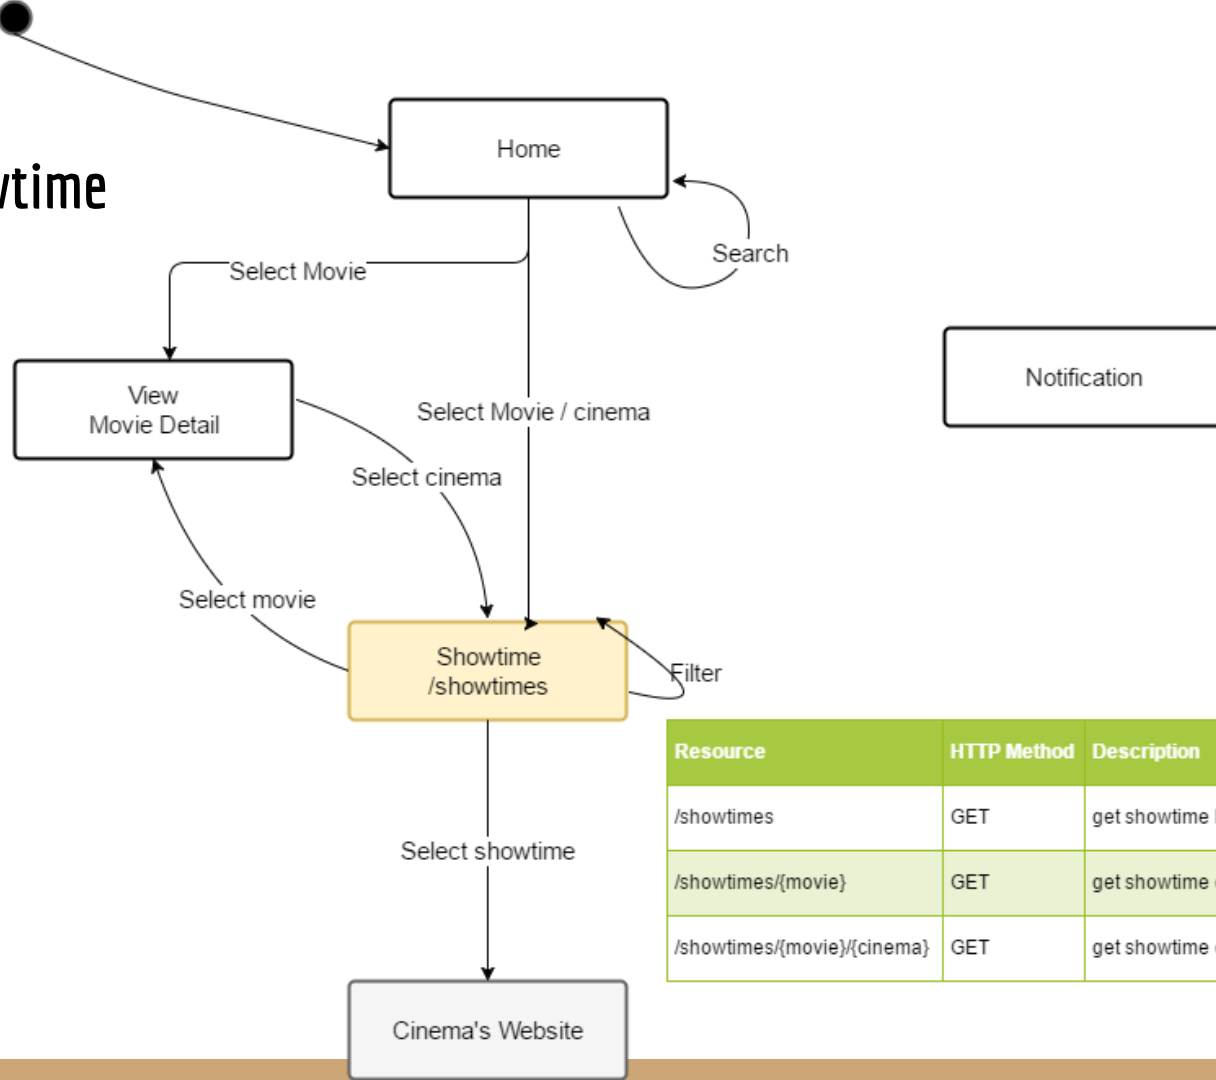 Home
wtime
Search
Select Movie
Notification
View
Movie Detail
Select Movie / cinema
Select cinema
Select movie
Showtime
/showtimes
Filter
Resource HTTP Method Description
/showtimes GET get showtime
/showtimes/{movie} GET get showtime
/showtimes/{movie}/{cinema} GET get showtime
Select showtime
Cinema's Website